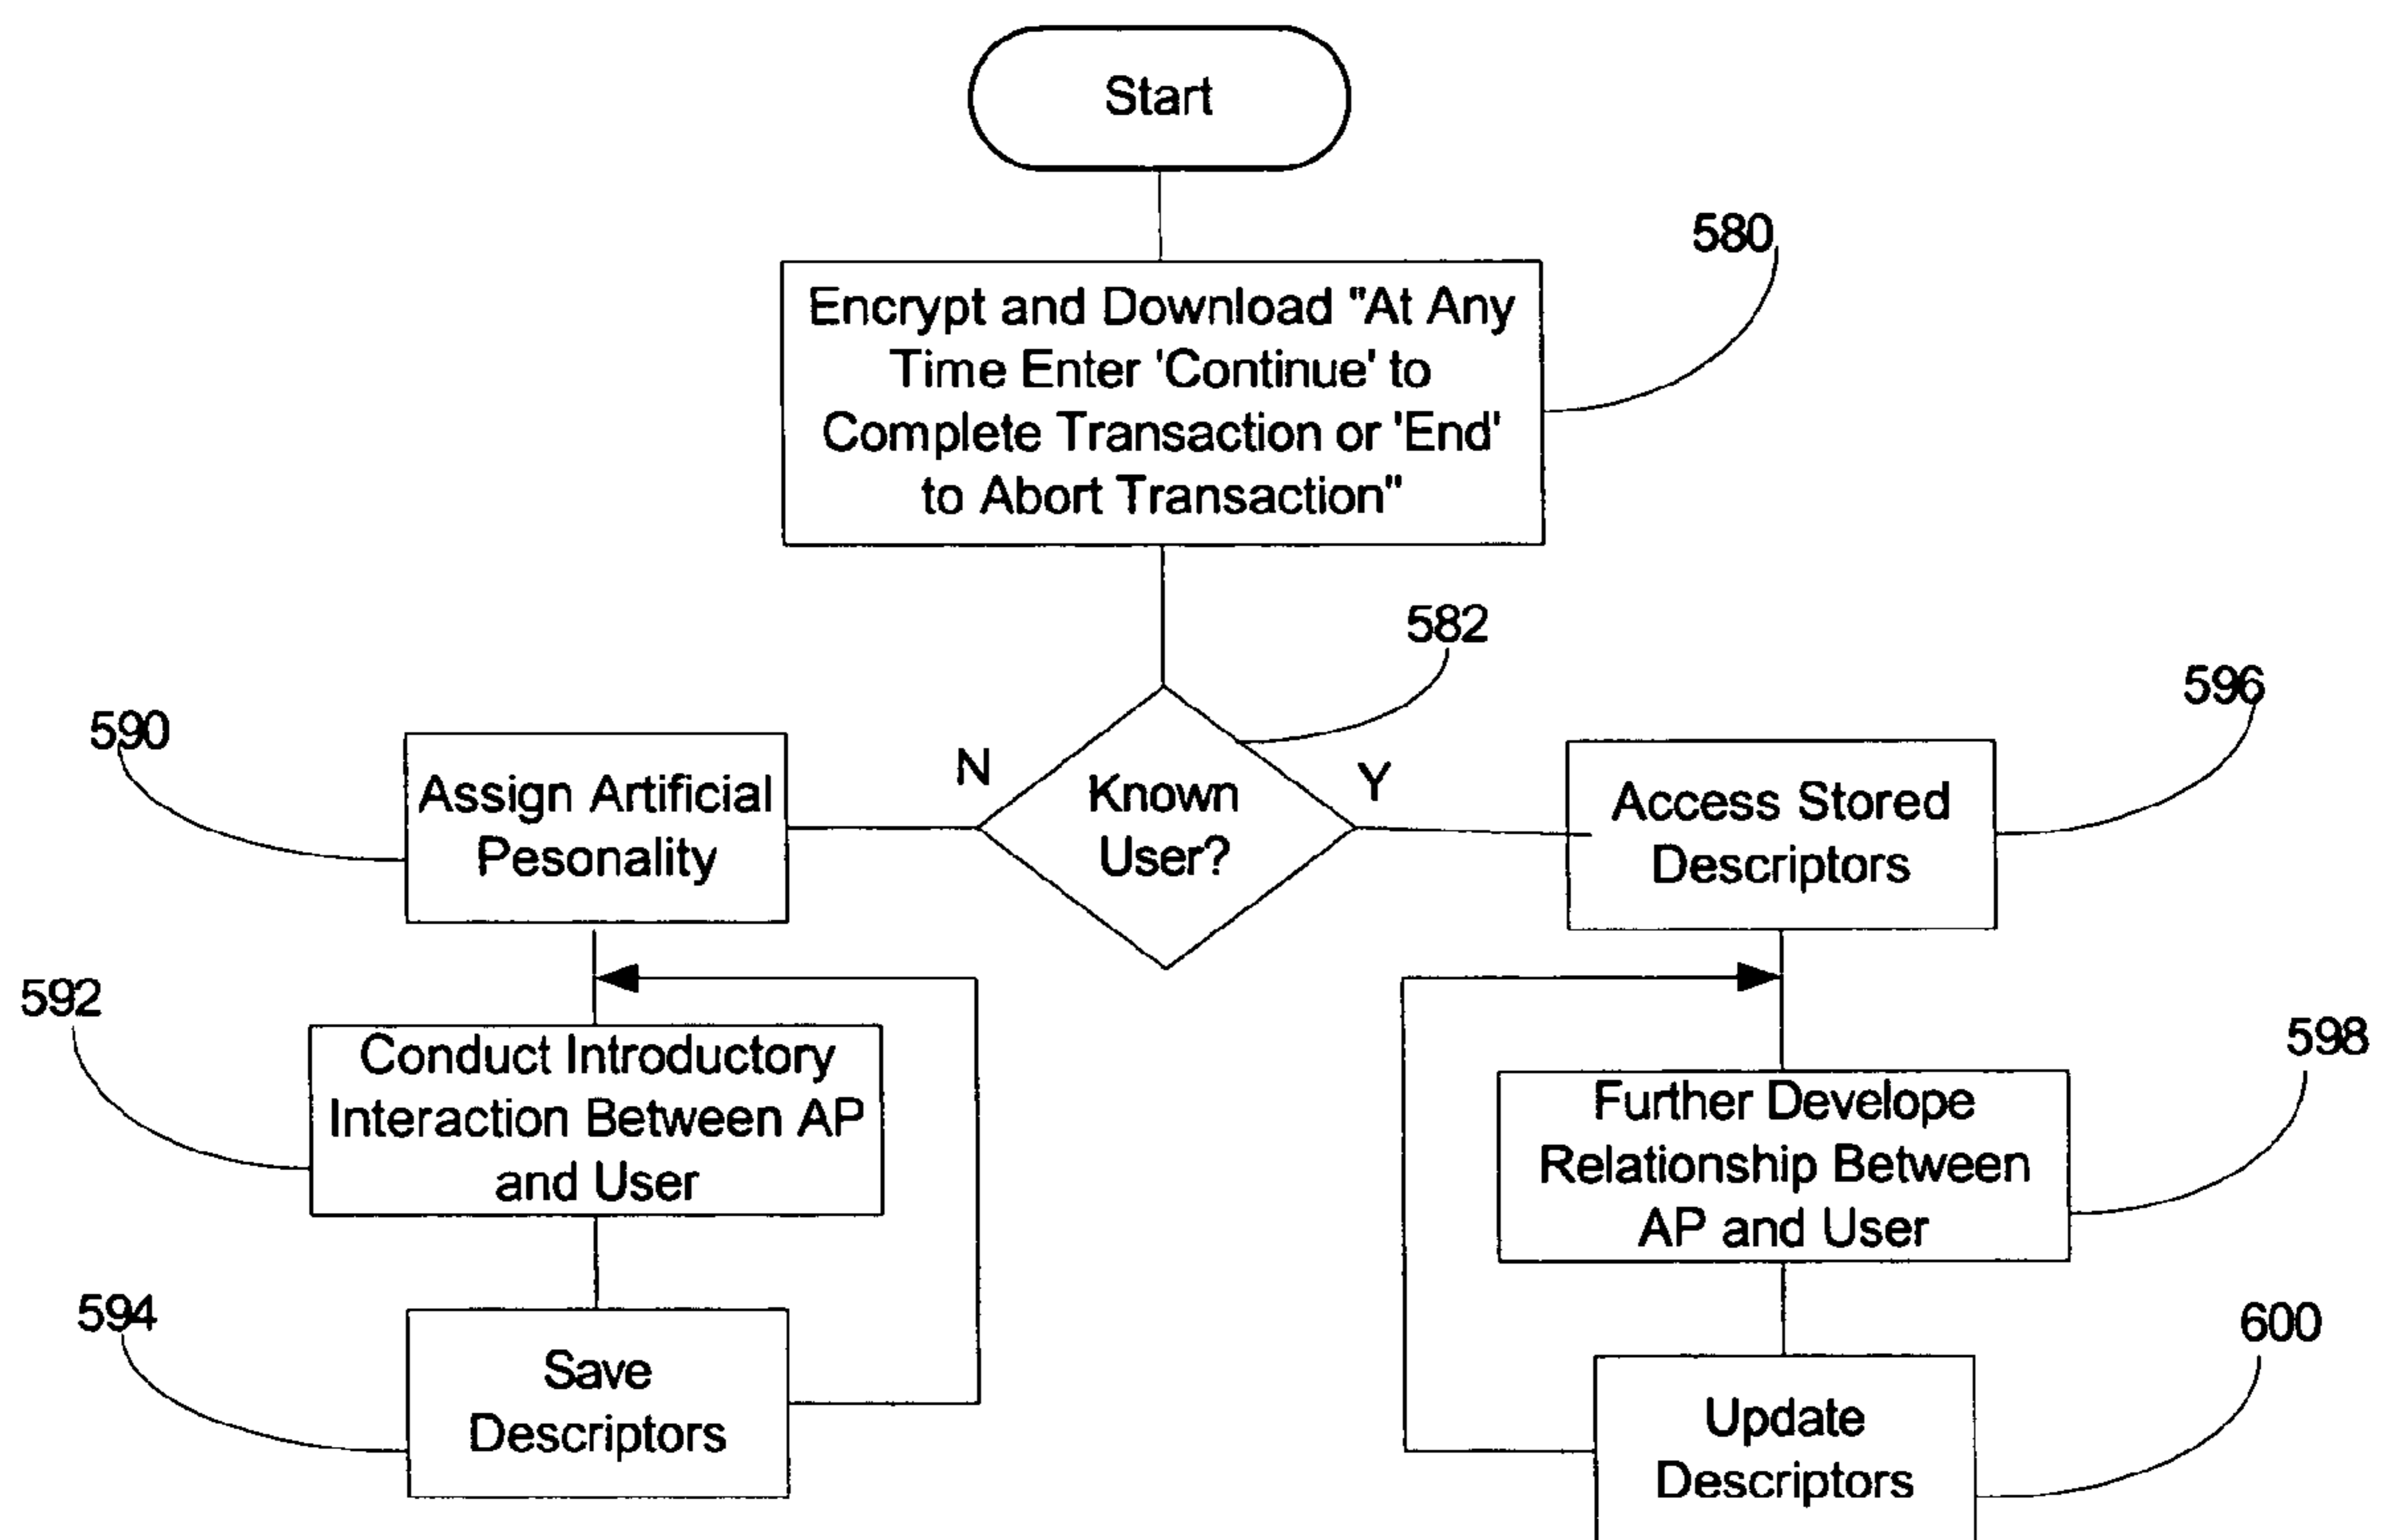 Start
580
Encrypt and Download "At Any
Time Enter 'Continue' to
Complete Transaction or 'End'
to Abort Transaction"
582
596
590
N
Y
Assign Artificial
Pesonality
Known
User?
Access Stored
Descriptors
592
Conduct Introductory
Interaction Between AP
and User
598
Further Develope
Relationship Between
AP and User
594
Save
Descriptors
600
Update
Descriptors